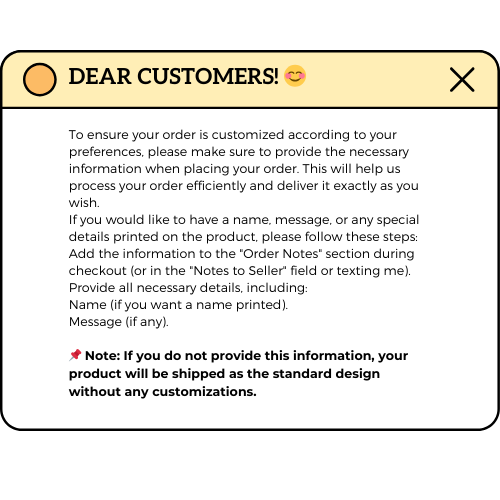 DEAR CUSTOMERS! 😊
To ensure your order is customized according to your
preferences, please make sure to provide the necessary
information when placing your order. This will help us
process your order efficiently and deliver it exactly as you
wish.
If you would like to have a name, message, or any special
details printed on the product, please follow these steps:
Add the information to the "Order Notes" section during
checkout (or in the "Notes to Seller" field or texting me).
Provide all necessary details, including:
Name (if you want a name printed).
Message (if any).
📌 Note: If you do not provide this information, your
product will be shipped as the standard design
without any customizations.